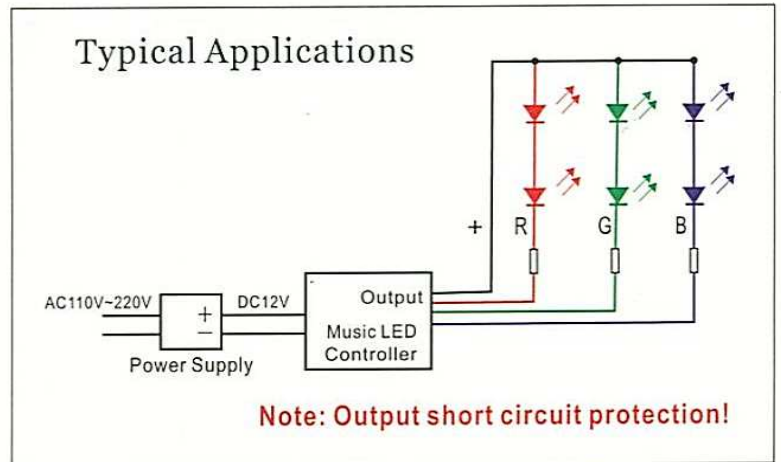 Typical Applications
+ R G B
AC110V~220V
+
−
DC12V
Output
Music LED
Controller
Power Supply
Note: Output short circuit protection!